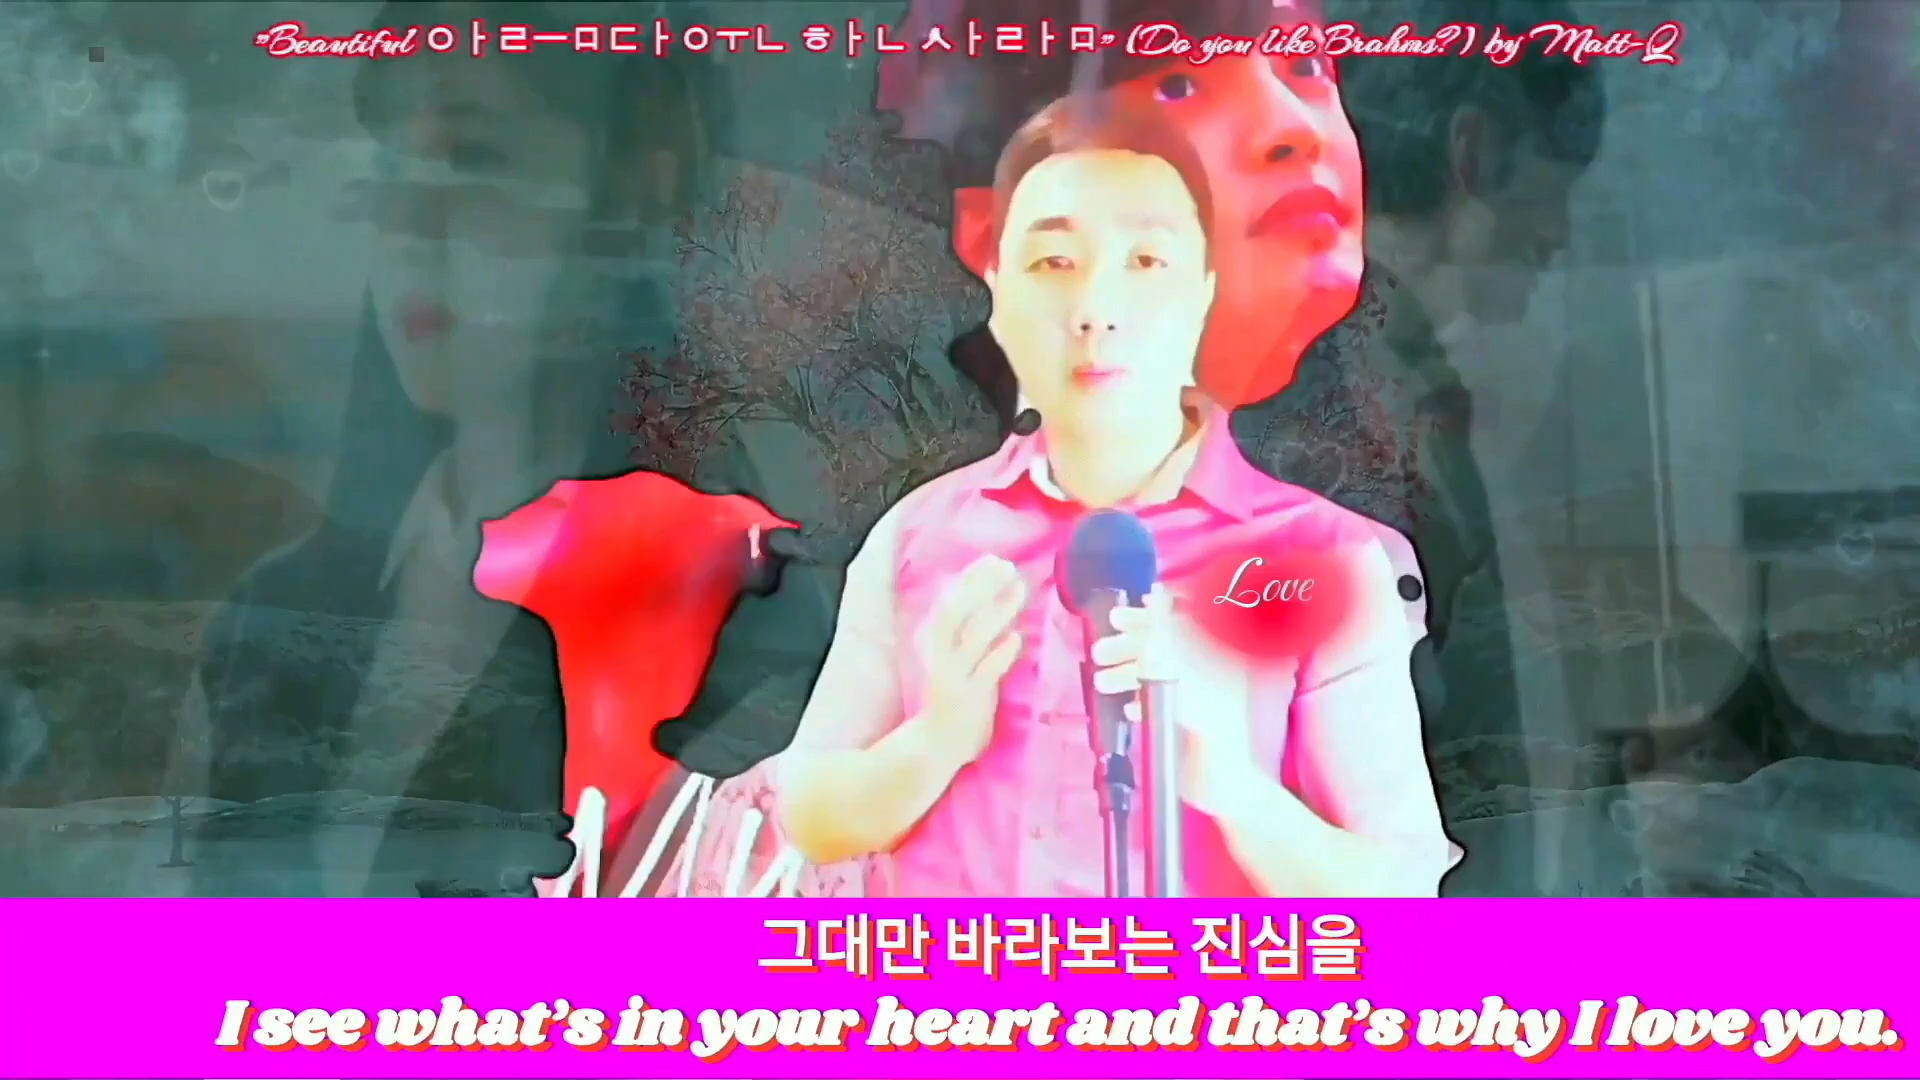 "Beautiful ㅇㅏㄹㅡㅁㄷㅏㅇㅜㄴ ㅎㅏㄴ ㅅㅏㄹㅏㅁ" (Do you like Brahms?) by Matt-Q
Love
그대만 바라보는 진심을
I see what's in your heart and that's why I love you.